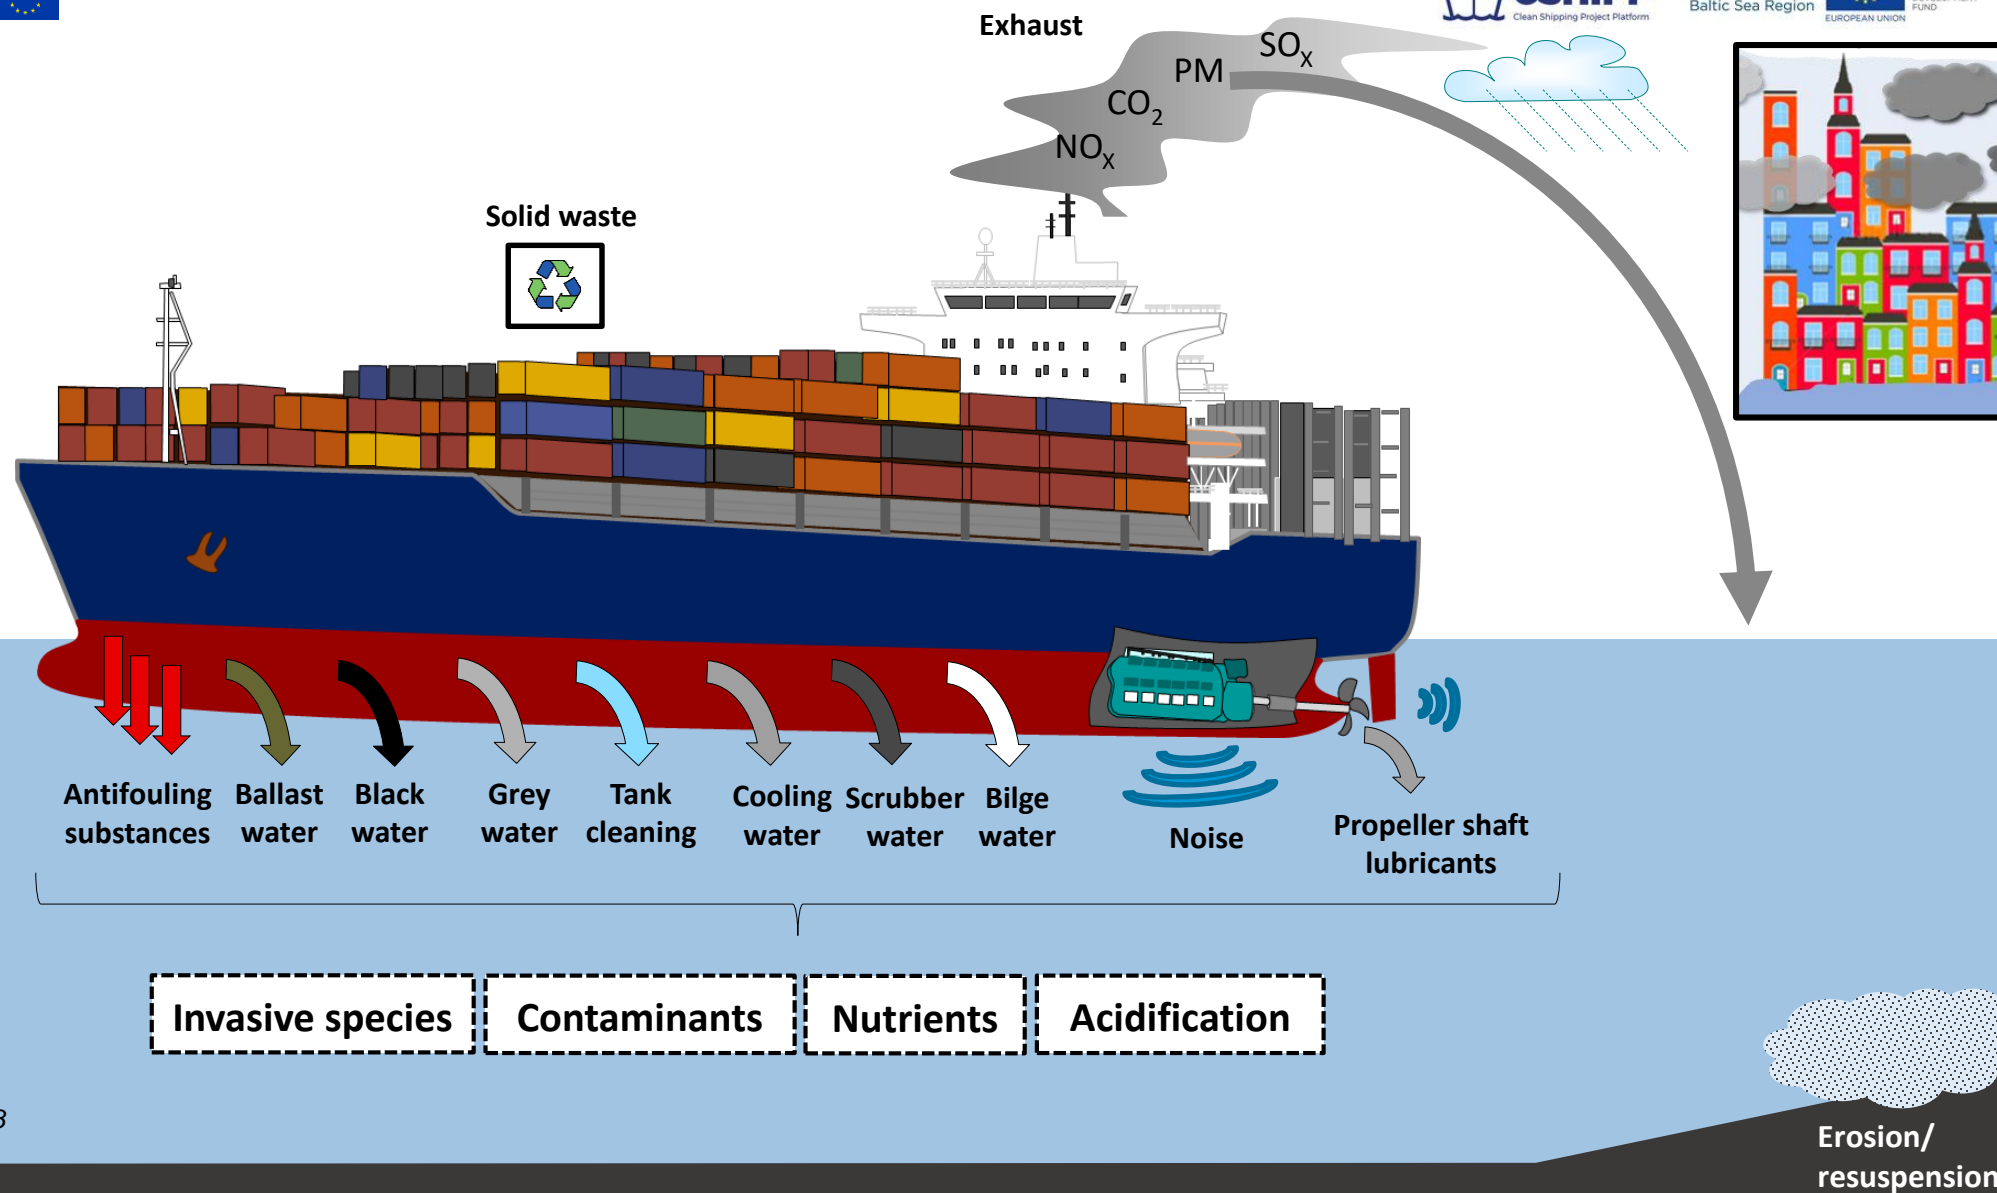 Exhaust
Clean Shipping Project Platform
Baltic Sea Region
EUROPEAN UNION
FUND
SOX
PM
CO2
NOX
Solid waste
Antifouling
substances
Ballast
water
Black
water
Grey
water
Tank
cleaning
Cooling
water
Scrubber
water
Bilge
water
Noise
Propeller shaft
lubricants
Invasive species
Contaminants
Nutrients
Acidification
Erosion/
resuspension